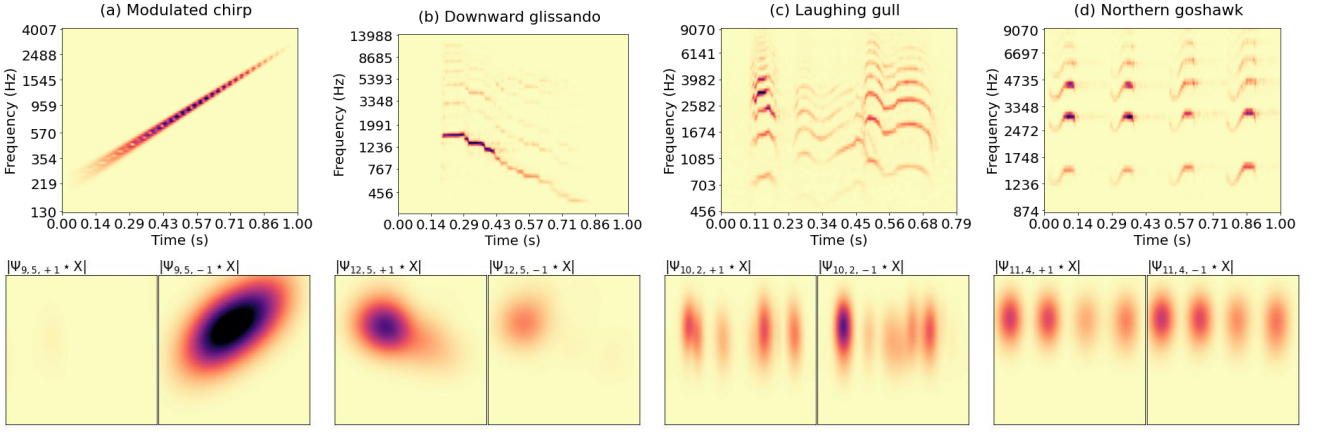 (a) Modulated chirp
4007
2488
1545
959
570
354
219
130
Frequency (Hz)
0.00 0.14 0.29 0.43 0.57 0.71 0.86 1.00
Time (s)
(b) Downward glissando
13988
8685
5393
3348
1991
1236
767
456
Frequency (Hz)
0.00 0.14 0.29 0.43 0.57 0.71 0.86 1.00
Time (s)
(c) Laughing gull
9070
6141
3982
2582
1674
1085
703
456
Frequency (Hz)
0.00 0.11 0.23 0.34 0.45 0.56 0.68 0.79
Time (s)
(d) Northern goshawk
9070
6697
4735
3348
2472
1748
1236
874
Frequency (Hz)
0.00 0.14 0.29 0.43 0.57 0.71 0.86 1.00
Time (s)
|Ψ9,5,+1 ⋆ X| |Ψ9,5,−1 ⋆ X|
|Ψ12,5,+1 ⋆ X| |Ψ12,5,−1 ⋆ X|
|Ψ10,2,+1 ⋆ X| |Ψ10,2,−1 ⋆ X|
|Ψ11,4,+1 ⋆ X| |Ψ11,4,−1 ⋆ X|